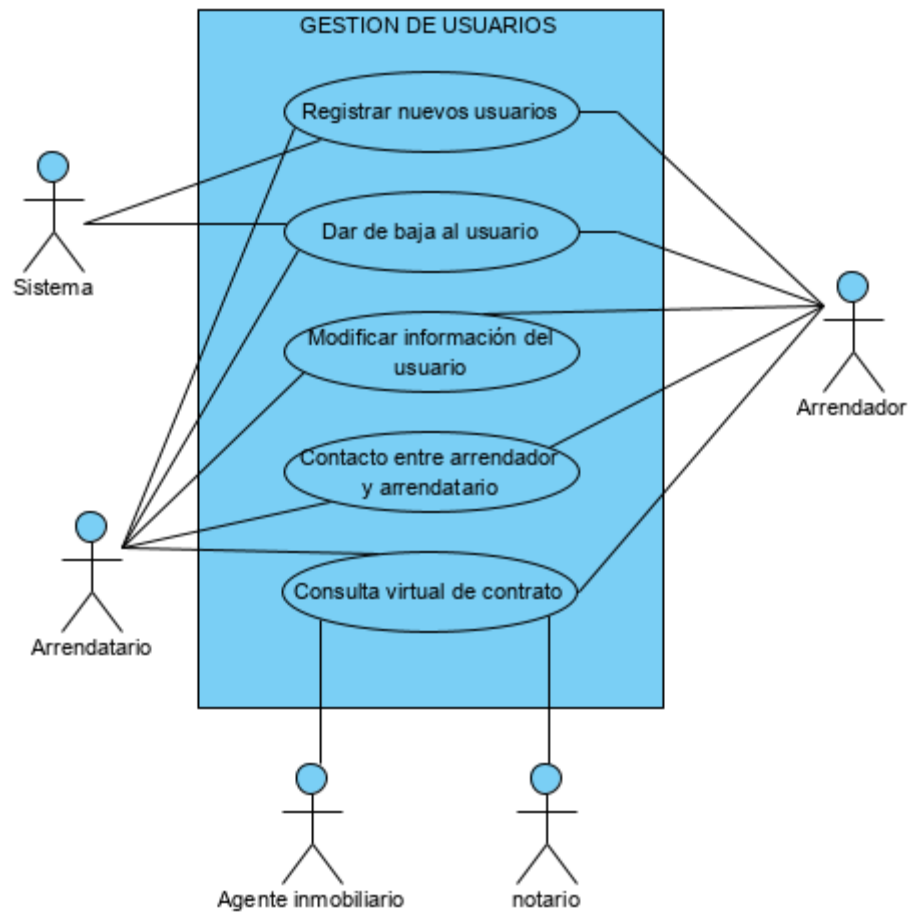 GESTION DE USUARIOS
Registrar nuevos usuarios
Dar de baja al usuario
Sistema
Modificar información del
usuario
Arrendador
Contacto entre arrendador
y arrendatario
Consulta virtual de contrato
Arrendatario
Agente inmobiliario
notario